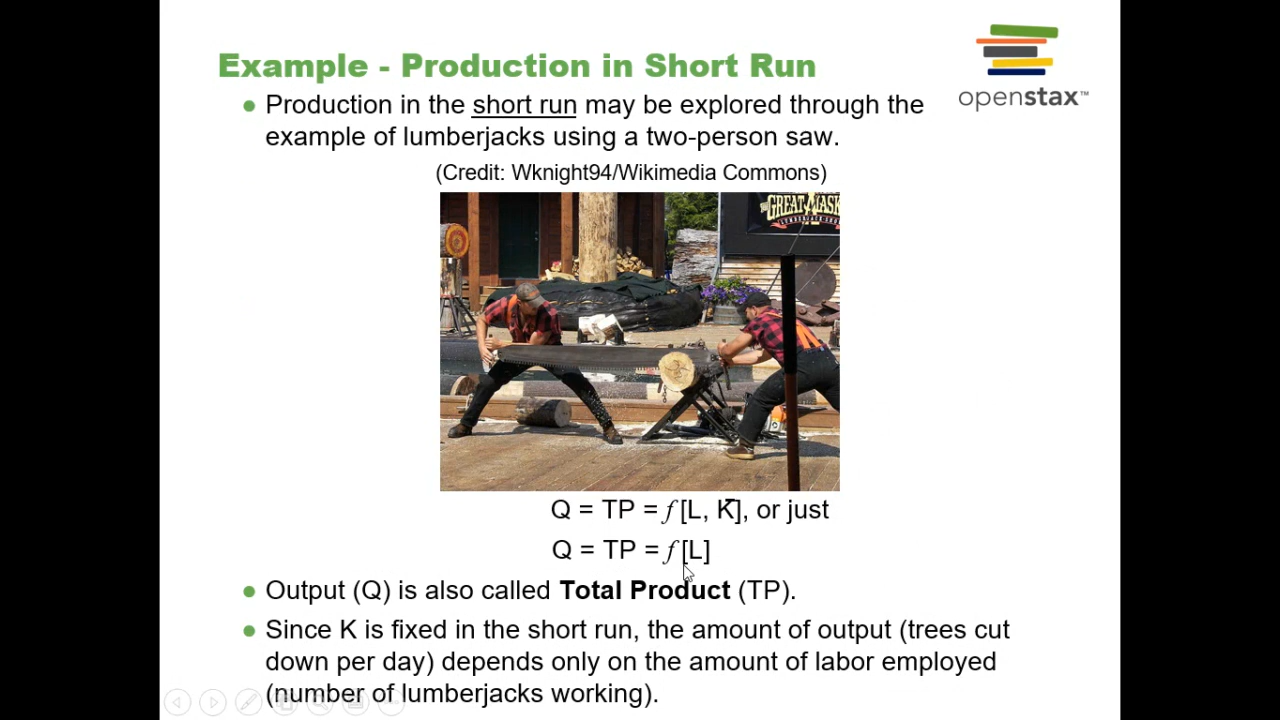 Example - Production in Short Run
openstax™
● Production in the short run may be explored through the
example of lumberjacks using a two-person saw.
(Credit: Wknight94/Wikimedia Commons)
GREAT ALASK
Q = TP = f [L, K̄], or just
Q = TP = f [L]
● Output (Q) is also called Total Product (TP).
● Since K is fixed in the short run, the amount of output (trees cut
down per day) depends only on the amount of labor employed
(number of lumberjacks working).